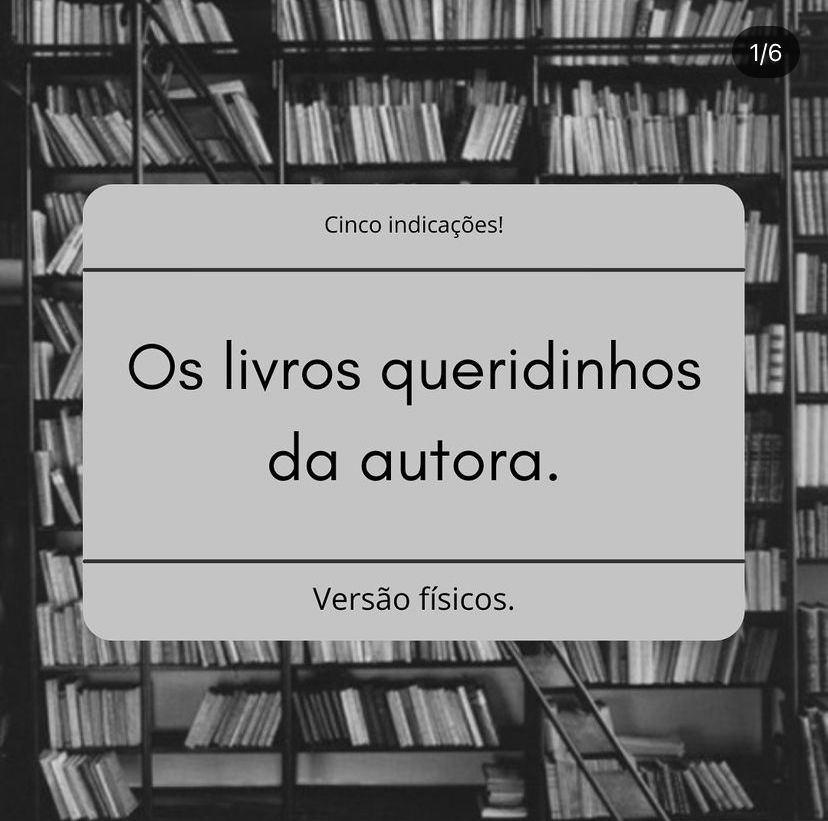 1/6
Cinco indicações!
Os livros queridinhos
da autora.
Versão físicos.